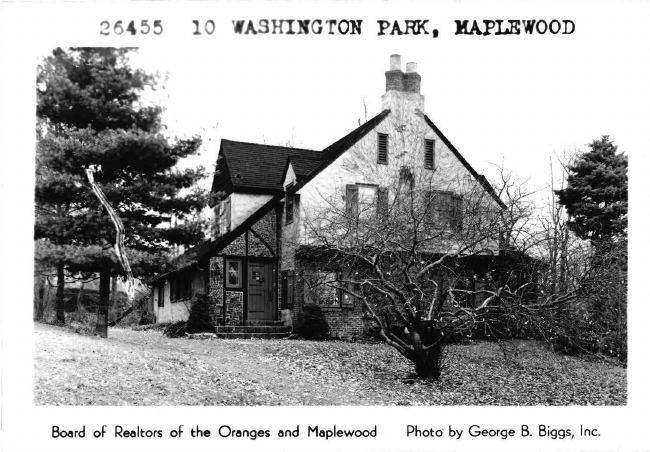 26455 10 WASHINGTON PARK, MAPLEWOOD
Board of Realtors of the Oranges and Maplewood Photo by George B. Biggs, Inc.